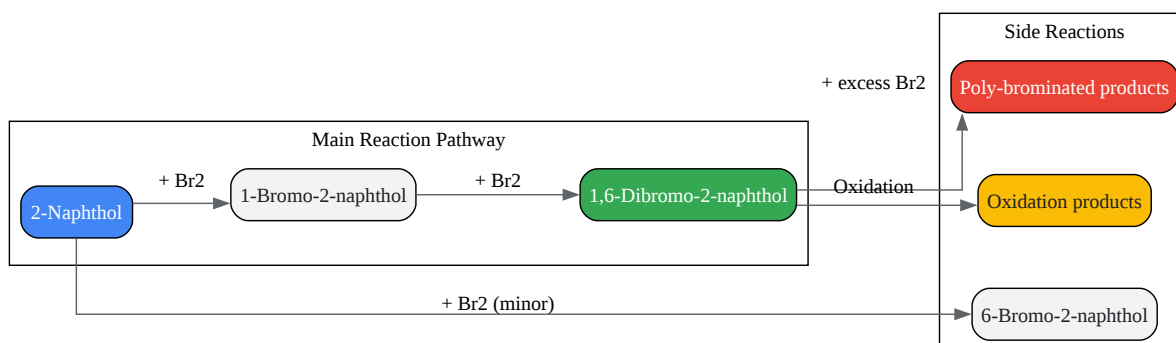 Side Reactions
+ excess Br2
Poly-brominated products
Main Reaction Pathway
2-Naphthol
+ Br2
1-Bromo-2-naphthol
+ Br2
1,6-Dibromo-2-naphthol
Oxidation
Oxidation products
+ Br2 (minor)
6-Bromo-2-naphthol